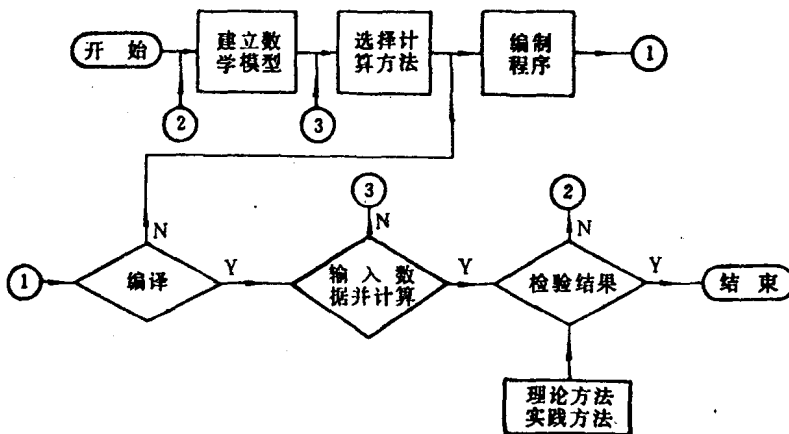 开 始
建立数
学模型
选择计
算方法
编制
程序
1
2
3
3
2
N
N
N
1
编译
Y
输 入 数
据并计算
Y
检验结果
Y
结 束
理论方法
实践方法